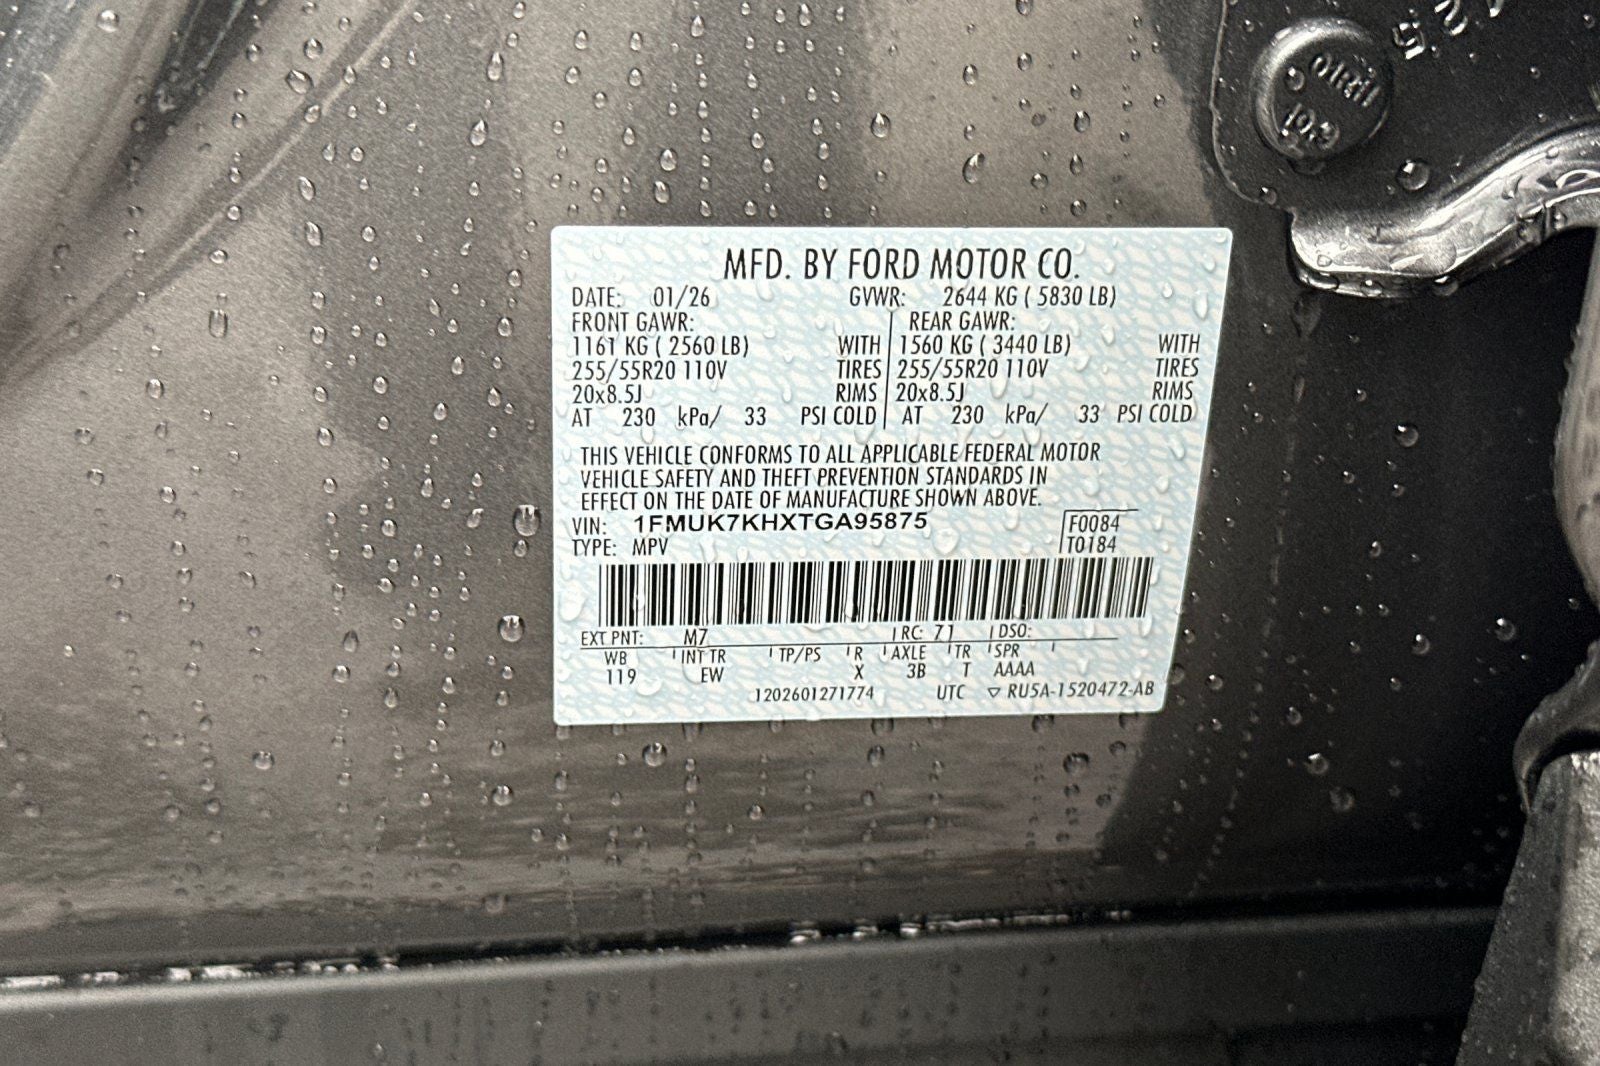 MFD. BY FORD MOTOR CO.
DATE: 01/26 GVWR: 2644 KG ( 5830 LB)
FRONT GAWR: REAR GAWR:
1161 KG ( 2560 LB) WITH 1560 KG ( 3440 LB) WITH
255/55R20 110V TIRES 255/55R20 110V TIRES
20x8.5J RIMS 20x8.5J RIMS
AT 230 kPa/ 33 PSI COLD AT 230 kPa/ 33 PSI COLD
THIS VEHICLE CONFORMS TO ALL APPLICABLE FEDERAL MOTOR
VEHICLE SAFETY AND THEFT PREVENTION STANDARDS IN
EFFECT ON THE DATE OF MANUFACTURE SHOWN ABOVE.
VIN: 1FMUK7KHXTGA95875 F0084
TYPE: MPV T0184
EXT PNT: M7 RC: 71 DSO:
WB INT TR TP/PS R AXLE TR SPR
119 EW X 3B T AAAA
1202601271774 UTC ▽ RU5A-1520472-AB